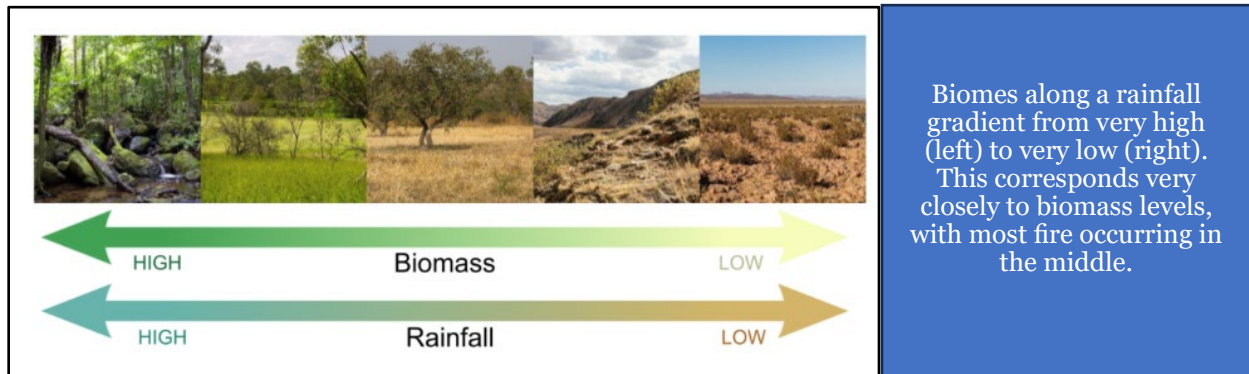 HIGH Biomass LOW
HIGH Rainfall LOW
Biomes along a rainfall
gradient from very high
(left) to very low (right).
This corresponds very
closely to biomass levels,
with most fire occurring in
the middle.